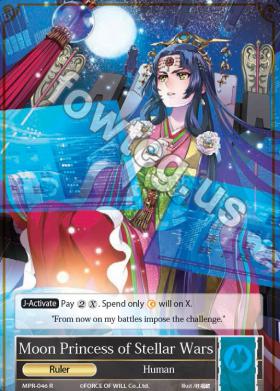 fowtcg.us
J-Activate Pay 2 X. Spend only will on X.
"From now on my battles impose the challenge."
Moon Princess of Stellar Wars
Ruler Human
MPR-046 R ©FORCE OF WILL Co.,Ltd. Illust/